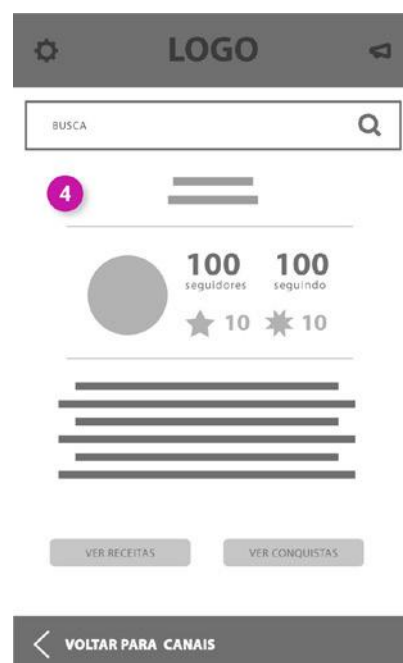 LOGO
BUSCA
4
100 100
seguidores seguindo
10 10
VER RECEITAS VER CONQUISTAS
VOLTAR PARA CANAIS